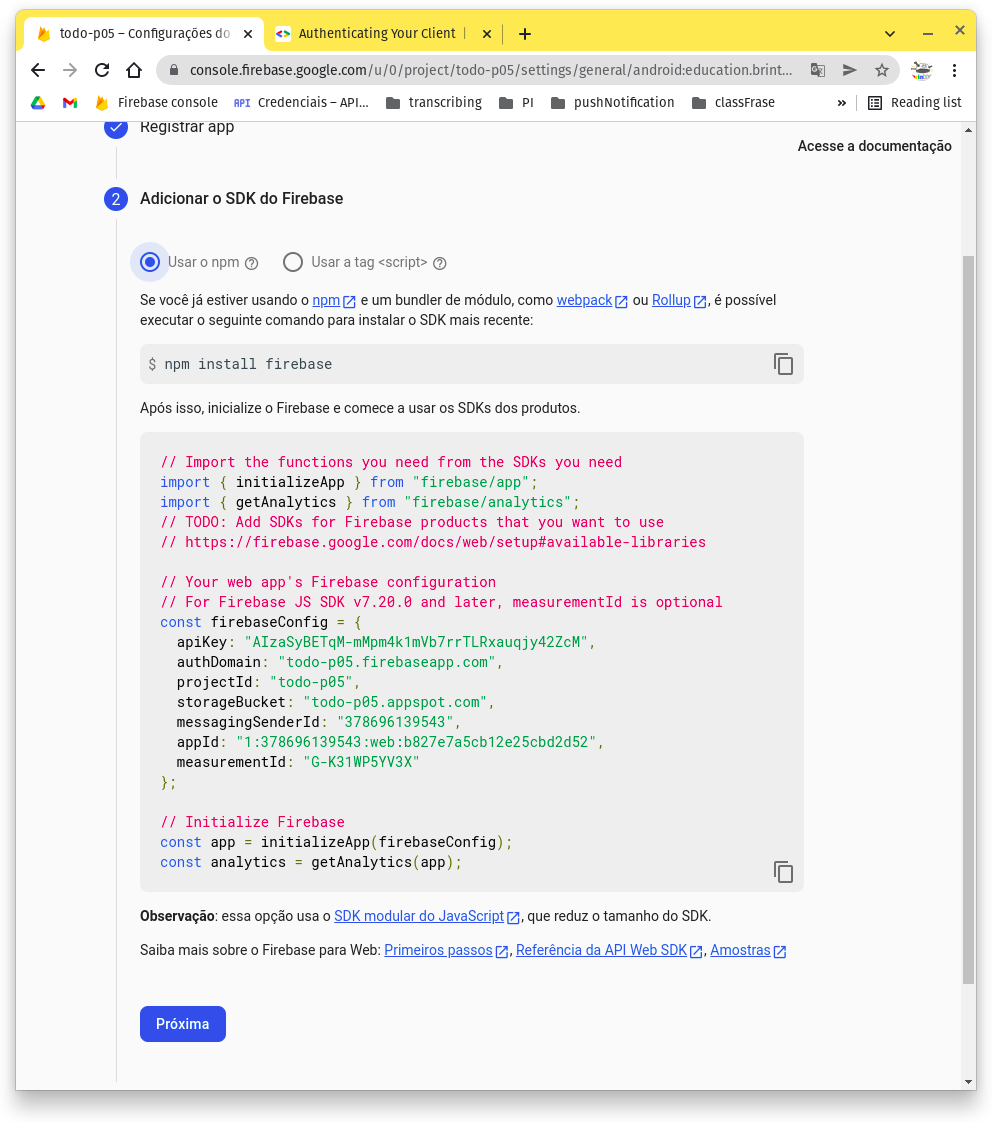 todo-p05 – Configurações do
Authenticating Your Client
console.firebase.google.com/u/0/project/todo-p05/settings/general/android:education.brint...
Firebase console
API Credenciais – API...
transcribing
PI
pushNotification
classFrase
»
Reading list
Registrar app
Acesse a documentação
2 Adicionar o SDK do Firebase
Usar o npm
Usar a tag <script>
Se você já estiver usando o npm e um bundler de módulo, como webpack ou Rollup, é possível
executar o seguinte comando para instalar o SDK mais recente:
$ npm install firebase
Após isso, inicialize o Firebase e comece a usar os SDKs dos produtos.
// Import the functions you need from the SDKs you need
import { initializeApp } from "firebase/app";
import { getAnalytics } from "firebase/analytics";
// TODO: Add SDKs for Firebase products that you want to use
// https://firebase.google.com/docs/web/setup#available-libraries
// Your web app's Firebase configuration
// For Firebase JS SDK v7.20.0 and later, measurementId is optional
const firebaseConfig = {
apiKey: "AIzaSyBETqM-mMpm4k1mVb7rrTLRxauqjy42ZcM",
authDomain: "todo-p05.firebaseapp.com",
projectId: "todo-p05",
storageBucket: "todo-p05.appspot.com",
messagingSenderId: "378696139543",
appId: "1:378696139543:web:b827e7a5cb12e25cbd2d52",
measurementId: "G-K31WP5YV3X"
};
// Initialize Firebase
const app = initializeApp(firebaseConfig);
const analytics = getAnalytics(app);
Observação: essa opção usa o SDK modular do JavaScript, que reduz o tamanho do SDK.
Saiba mais sobre o Firebase para Web: Primeiros passos, Referência da API Web SDK, Amostras
Próxima